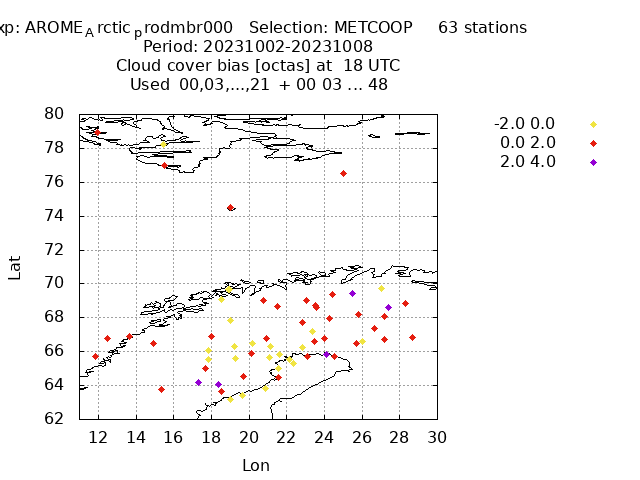 xp: AROME_Arctic_prodmbr000 Selection: METCOOP 63 stations
Period: 20231002-20231008
Cloud cover bias [octas] at 18 UTC
Used 00,03,...,21 + 00 03 ... 48
-2.0 0.0
0.0 2.0
2.0 4.0
80
78
76
74
72
70
68
66
64
62
Lat
12 14 16 18 20 22 24 26 28 30
Lon